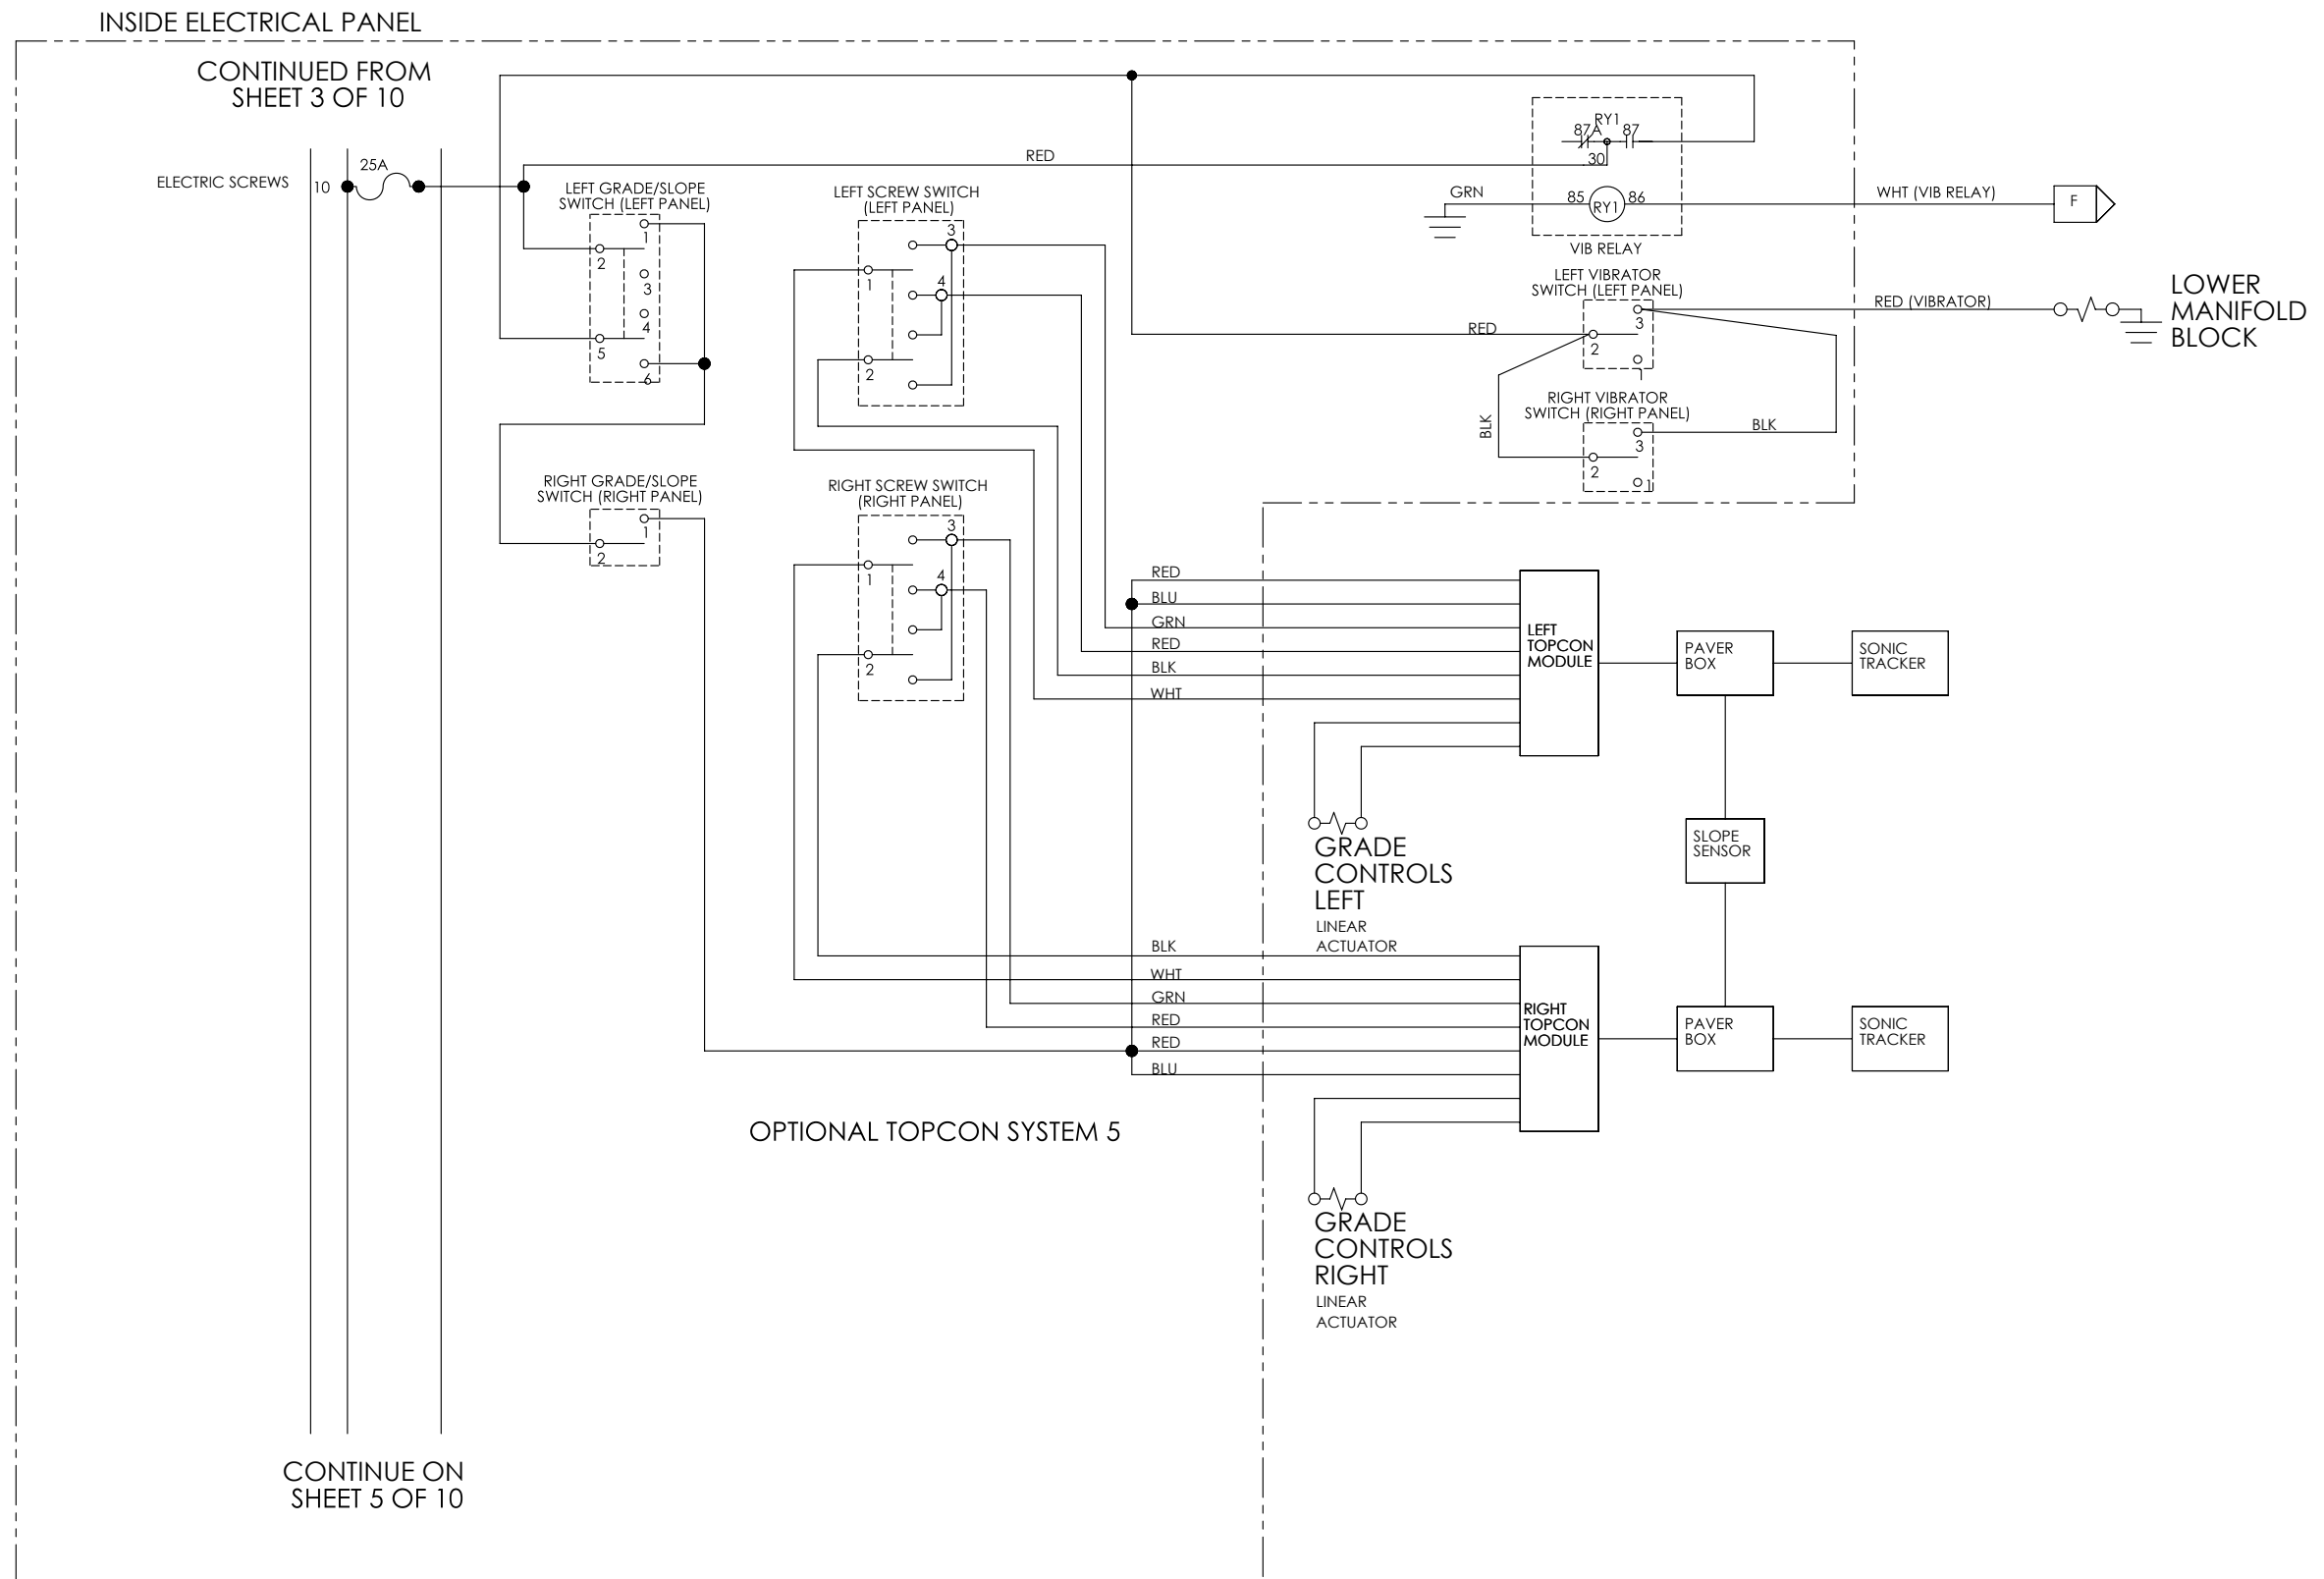 INSIDE ELECTRICAL PANEL
CONTINUED FROM
SHEET 3 OF 10
ELECTRIC SCREWS
10
25A
RED
LEFT GRADE/SLOPE
SWITCH (LEFT PANEL)
1
2
3
4
5
6
LEFT SCREW SWITCH
(LEFT PANEL)
3
1
4
2
RY1
87A
87
30
GRN
85
RY1
86
WHT (VIB RELAY)
F
VIB RELAY
LEFT VIBRATOR
SWITCH (LEFT PANEL)
RED
3
2
1
RED (VIBRATOR)
LOWER
MANIFOLD
BLOCK
RIGHT VIBRATOR
SWITCH (RIGHT PANEL)
BLK
BLK
3
2
1
RIGHT GRADE/SLOPE
SWITCH (RIGHT PANEL)
1
2
RIGHT SCREW SWITCH
(RIGHT PANEL)
3
1
4
2
RED
BLU
GRN
RED
BLK
WHT
LEFT
TOPCON
MODULE
PAVER
BOX
SONIC
TRACKER
SLOPE
SENSOR
GRADE
CONTROLS
LEFT
LINEAR
ACTUATOR
BLK
WHT
GRN
RED
RED
BLU
RIGHT
TOPCON
MODULE
PAVER
BOX
SONIC
TRACKER
OPTIONAL TOPCON SYSTEM 5
GRADE
CONTROLS
RIGHT
LINEAR
ACTUATOR
CONTINUE ON
SHEET 5 OF 10